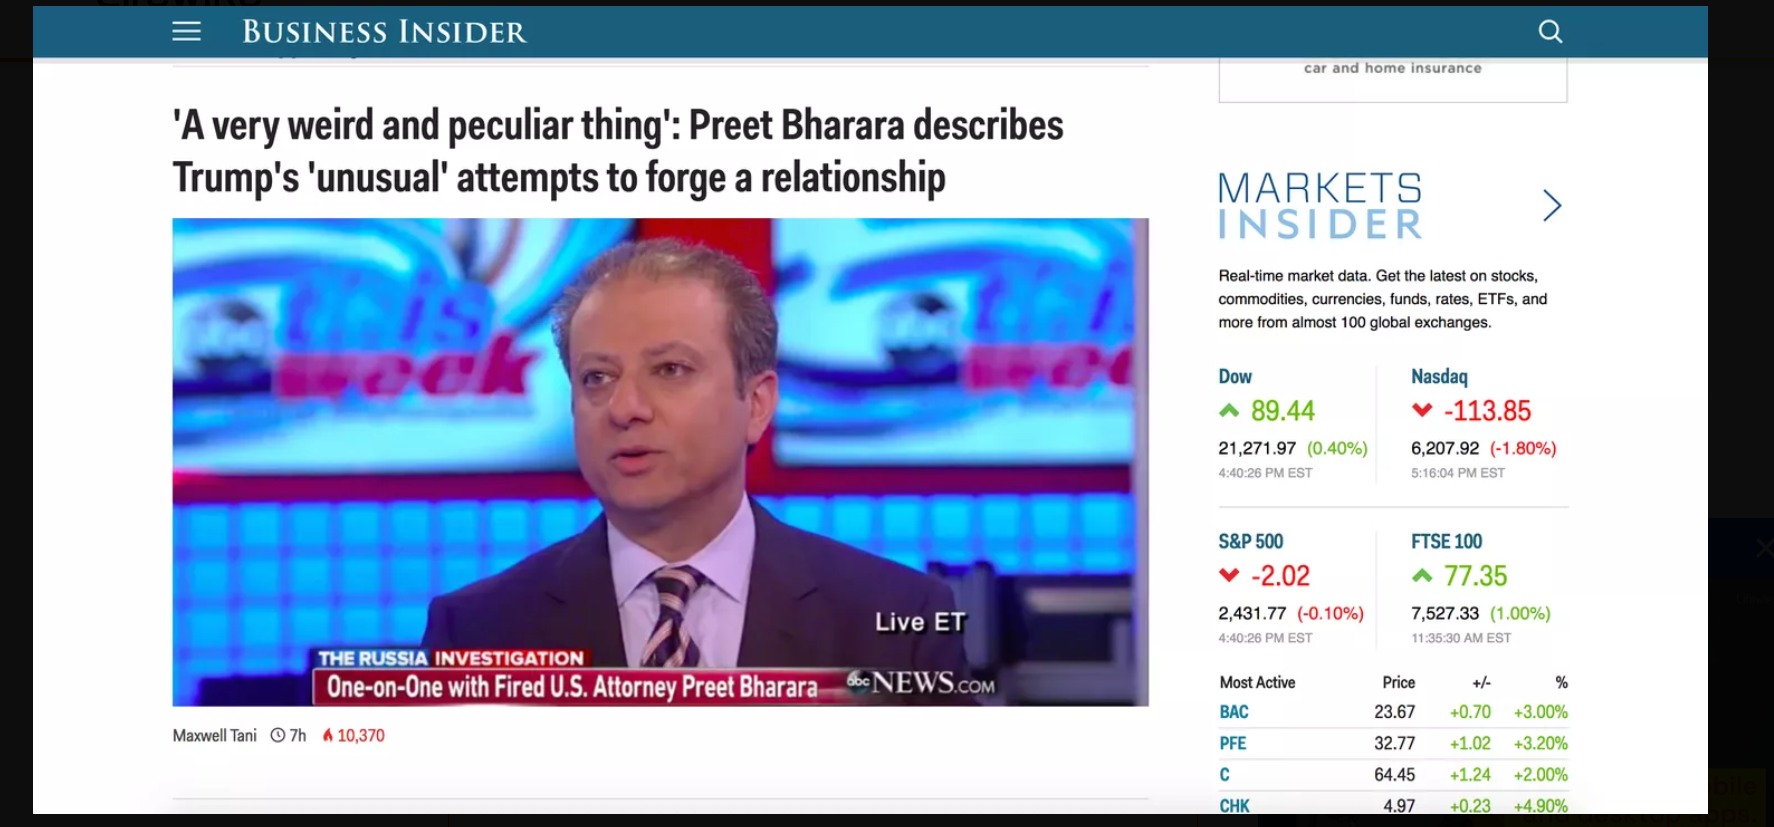 BUSINESS INSIDER
car and home insurance
'A very weird and peculiar thing': Preet Bharara describes
Trump's 'unusual' attempts to forge a relationship
this
week
abc
Live ET
THE RUSSIA INVESTIGATION
One-on-One with Fired U.S. Attorney Preet Bharara
abc NEWS.COM
Maxwell Tani 7h 10,370
MARKETS
INSIDER
Real-time market data. Get the latest on stocks,
commodities, currencies, funds, rates, ETFs, and
more from almost 100 global exchanges.
Dow
89.44
21,271.97 (0.40%)
4:40:26 PM EST
Nasdaq
-113.85
6,207.92 (-1.80%)
5:16:04 PM EST
S&P 500
-2.02
2,431.77 (-0.10%)
4:40:26 PM EST
FTSE 100
77.35
7,527.33 (1.00%)
11:35:30 AM EST
Most Active Price +/- %
BAC 23.67 +0.70 +3.00%
PFE 32.77 +1.02 +3.20%
C 64.45 +1.24 +2.00%
CHK 4.97 +0.23 +4.90%